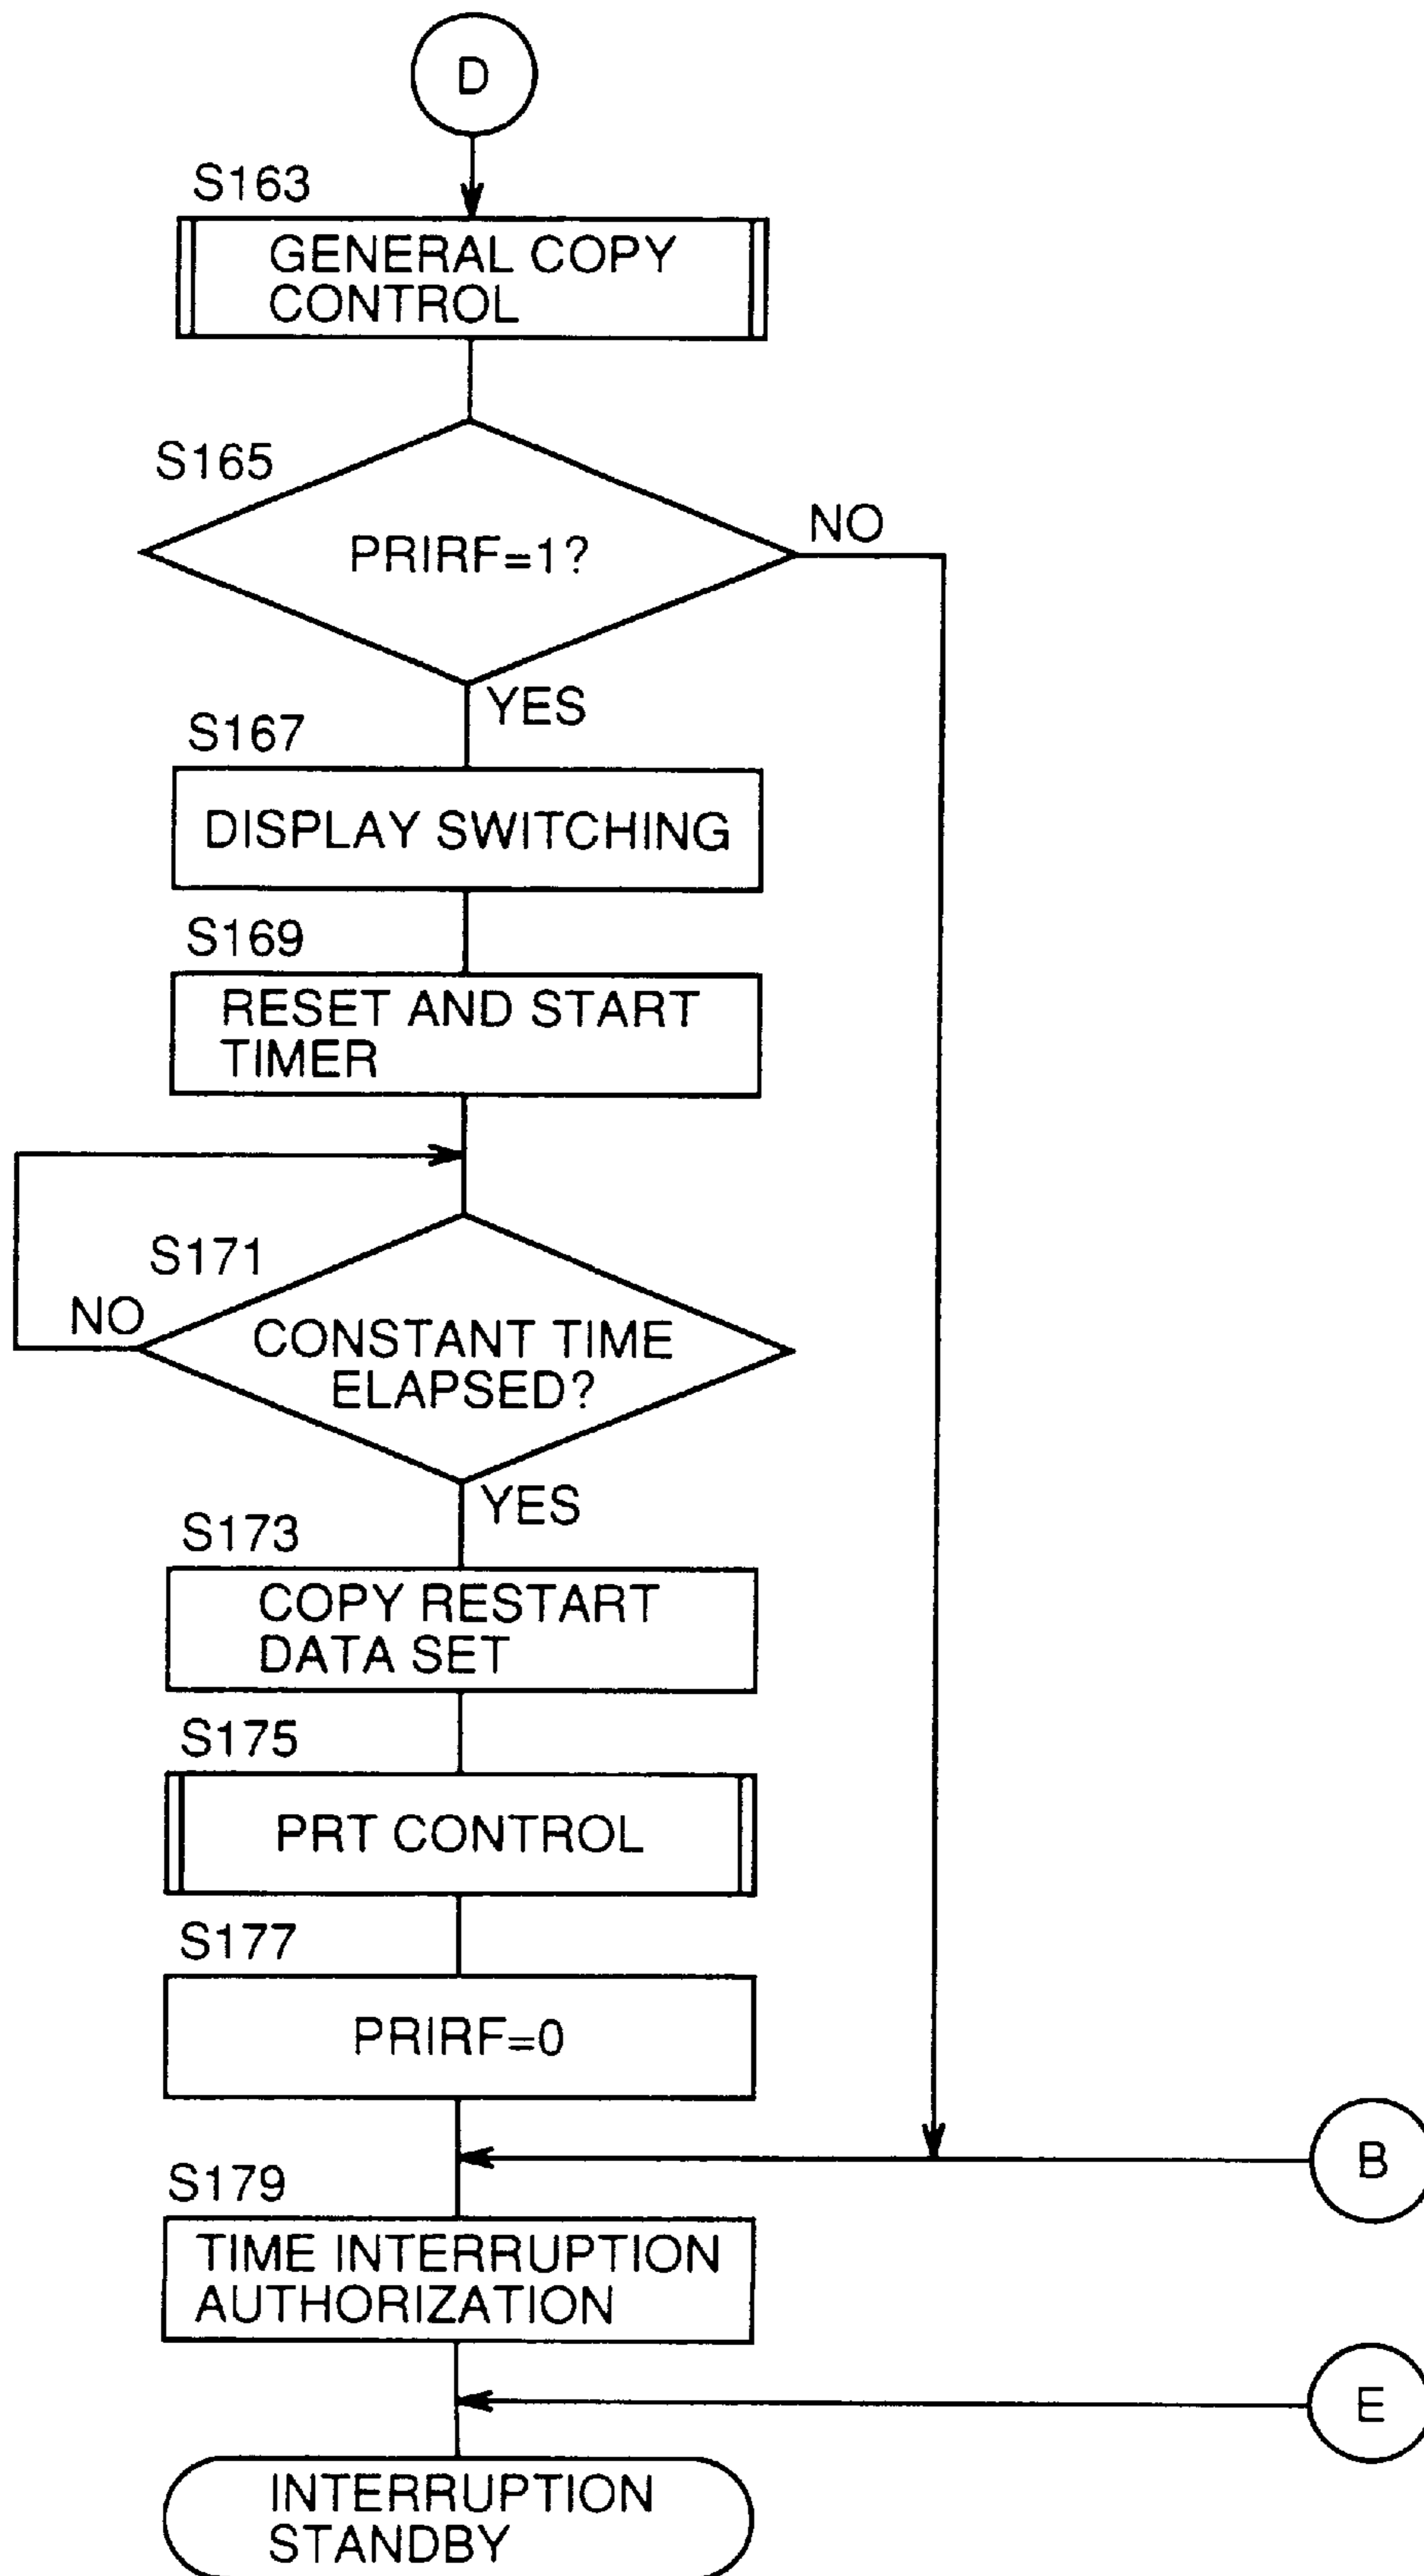 D
S163
GENERAL COPY
CONTROL
S165
PRIRF=1?
NO
YES
S167
DISPLAY SWITCHING
S169
RESET AND START
TIMER
S171
NO
CONSTANT TIME
ELAPSED?
YES
S173
COPY RESTART
DATA SET
S175
PRT CONTROL
S177
PRIRF=0
B
S179
TIME INTERRUPTION
AUTHORIZATION
E
INTERRUPTION
STANDBY